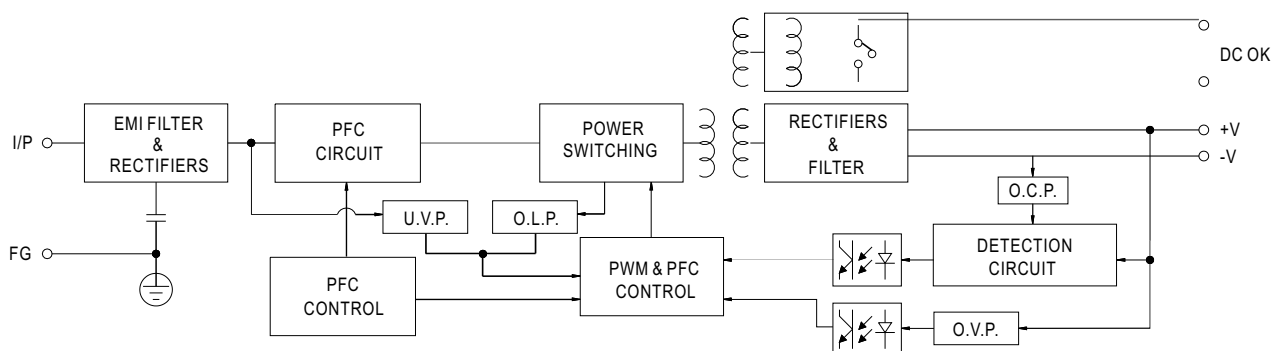 DC OK
I/P
EMI FILTER
&
RECTIFIERS
PFC
CIRCUIT
POWER
SWITCHING
RECTIFIERS
&
FILTER
+V
-V
O.C.P.
U.V.P.
O.L.P.
FG
PFC
CONTROL
PWM & PFC
CONTROL
DETECTION
CIRCUIT
O.V.P.